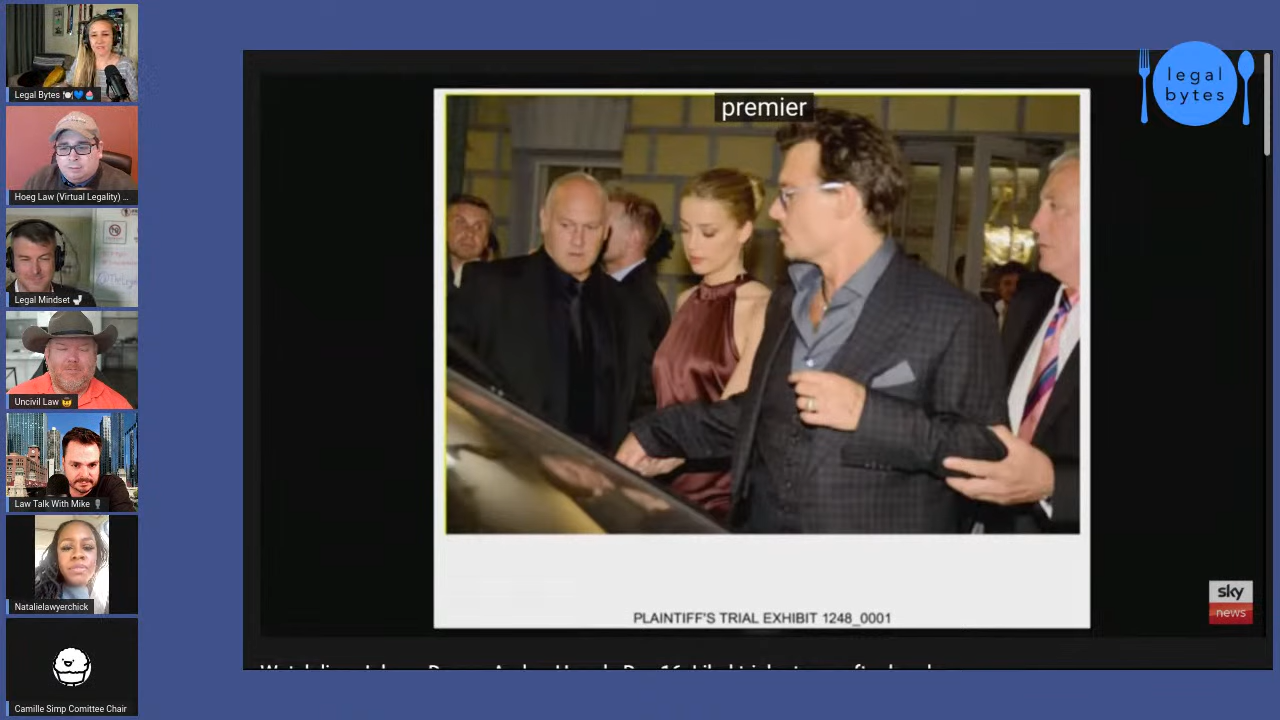 Legal Bytes
Hoeg Law (Virtual Legality) ...
Legal Mindset
Uncivil Law
Law Talk With Mike
Natalielawyerchick
Camille Simp Comittee Chair
premier
legal
bytes
sky
news
PLAINTIFF'S TRIAL EXHIBIT 1248_0001